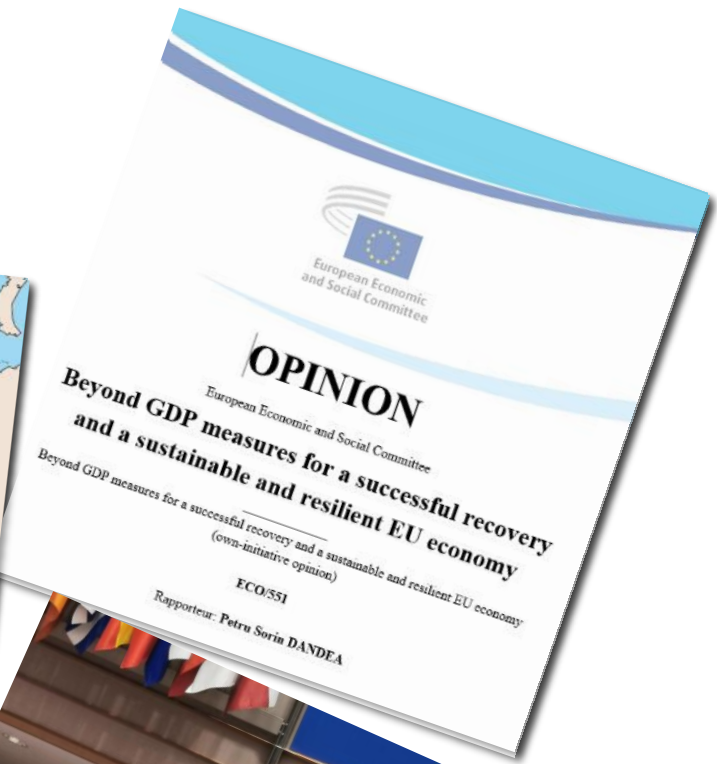 European Economic
and Social Committee
OPINION
European Economic and Social Committee
Beyond GDP measures for a successful recovery
and a sustainable and resilient EU economy
Beyond GDP measures for a successful recovery and a sustainable and resilient EU economy
(own-initiative opinion)
ECO/551
Rapporteur: Petru Sorin DANDEA